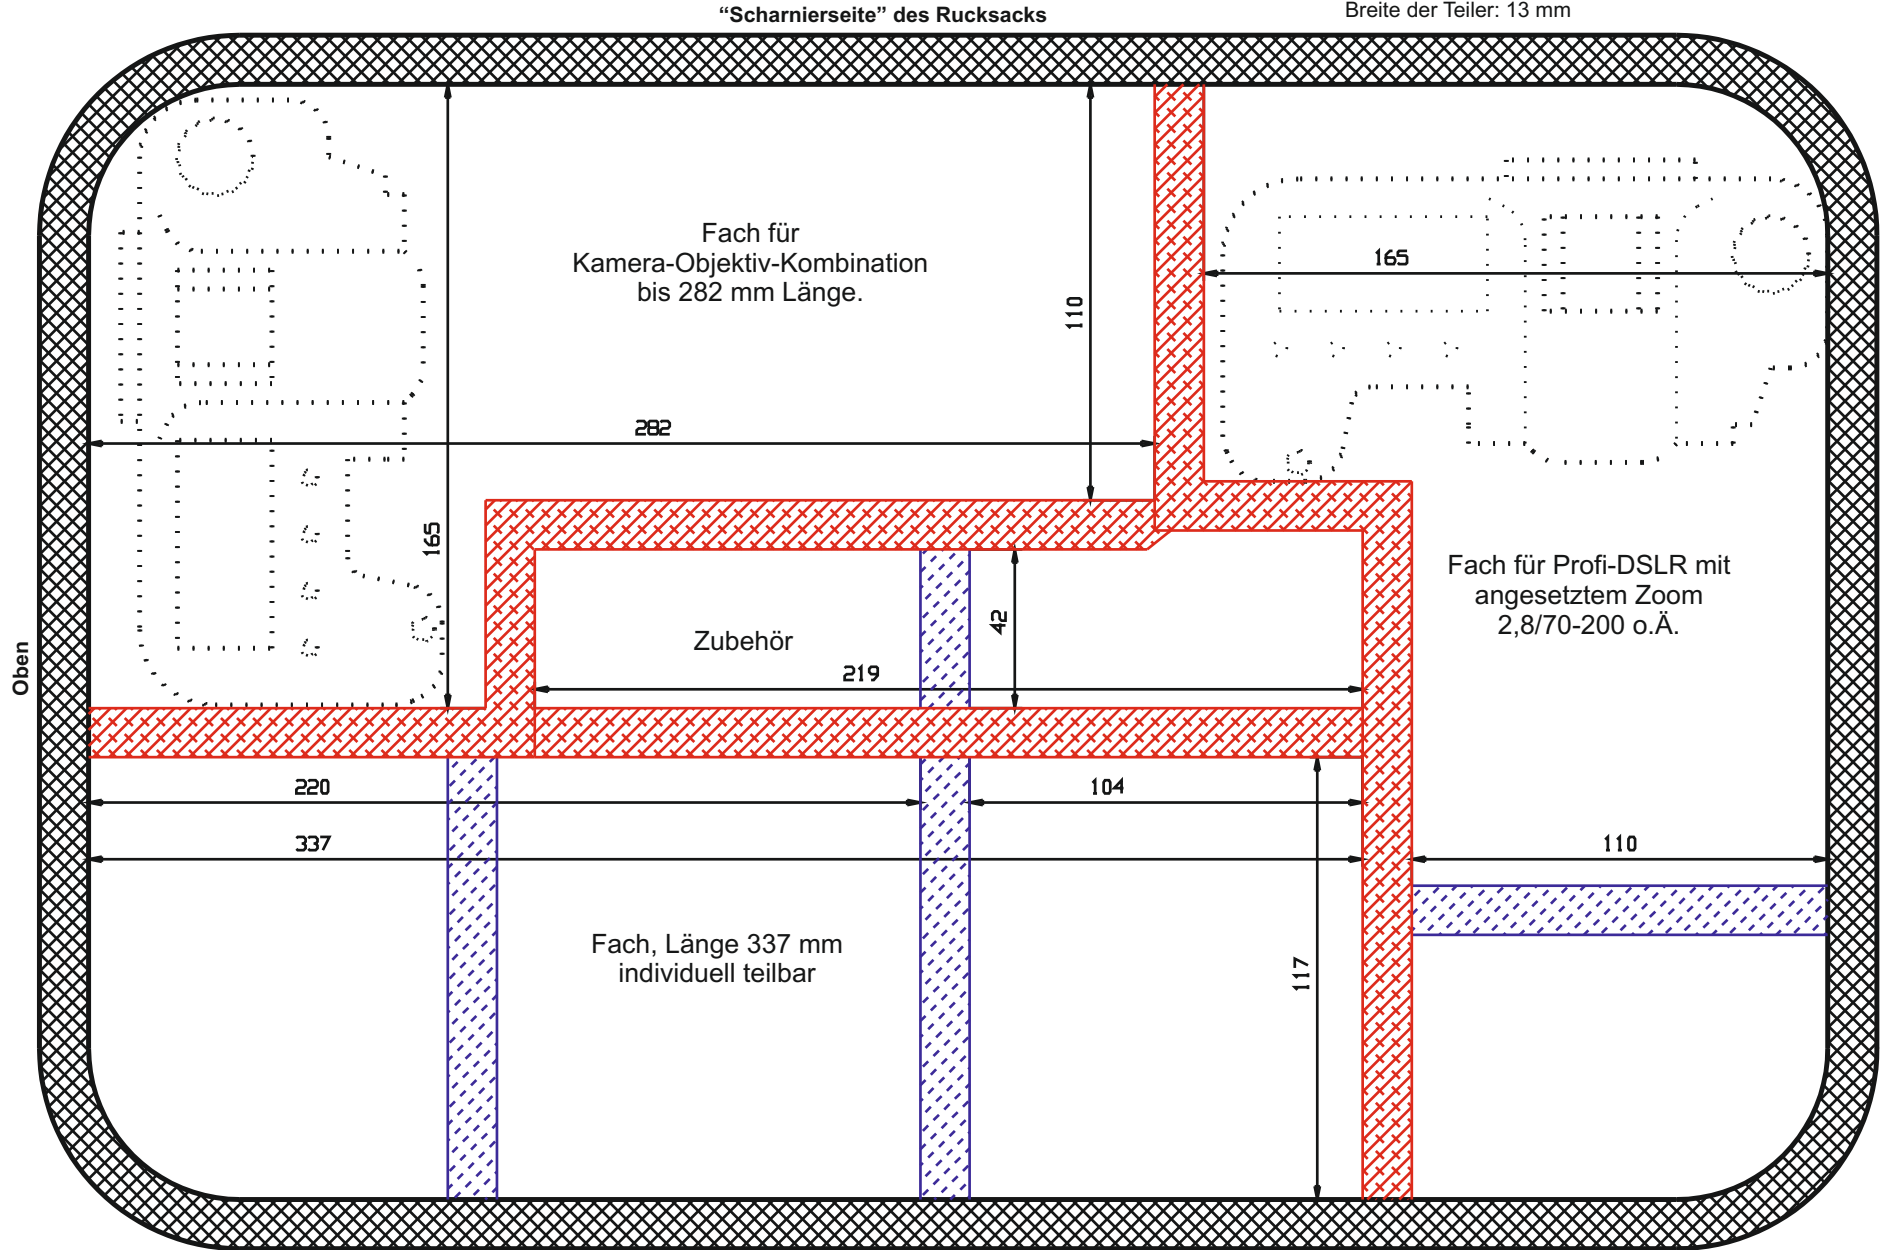 “Scharnierseite” des Rucksacks
Breite der Teiler: 13 mm
Fach für
Kamera-Objektiv-Kombination
bis 282 mm Länge.
165
110
282
165
Fach für Profi-DSLR mit
angesetztem Zoom
2,8/70-200 o.Ä.
42
Zubehör
219
Oben
220
104
337
110
Fach, Länge 337 mm
individuell teilbar
117